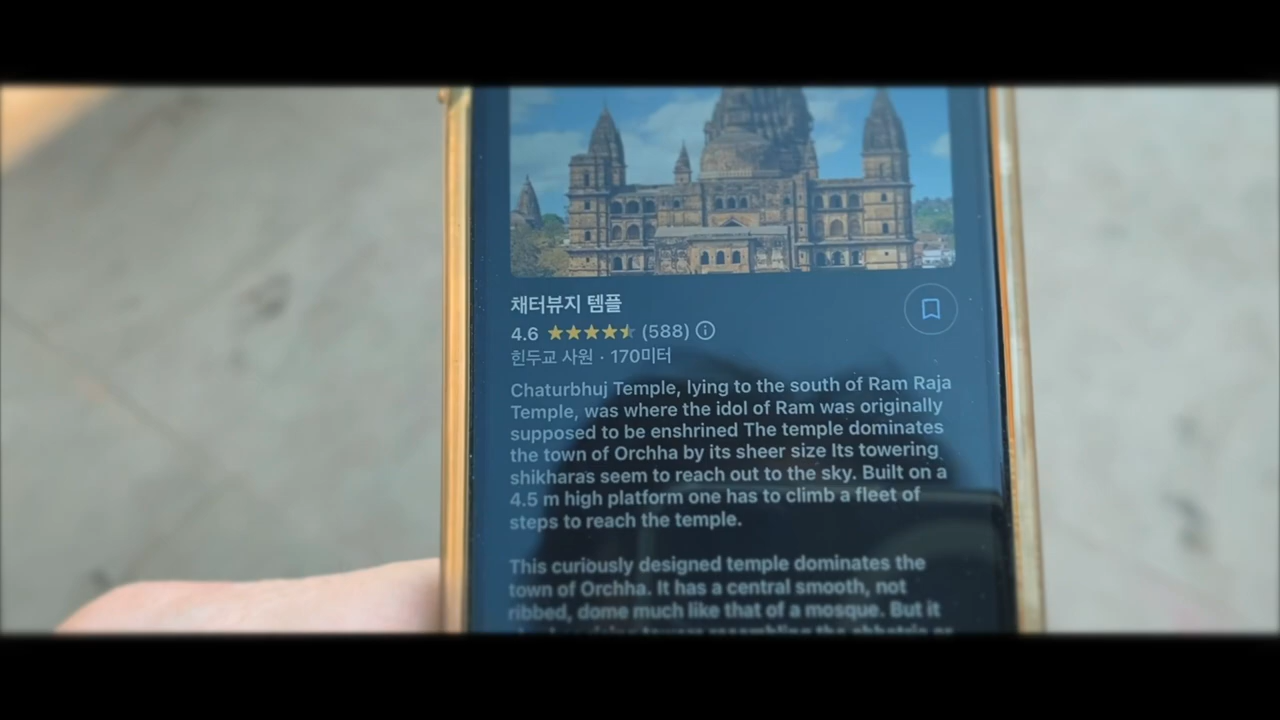 채터뷰지 템플
4.6 (588)
힌두교 사원 · 170미터
Chaturbhuj Temple, lying to the south of Ram Raja
Temple, was where the idol of Ram was originally
supposed to be enshrined The temple dominates
the town of Orchha by its sheer size Its towering
shikharas seem to reach out to the sky. Built on a
4.5 m high platform one has to climb a fleet of
steps to reach the temple.
This curiously designed temple dominates the
town of Orchha. It has a central smooth, not
ribbed, dome much like that of a mosque. But it